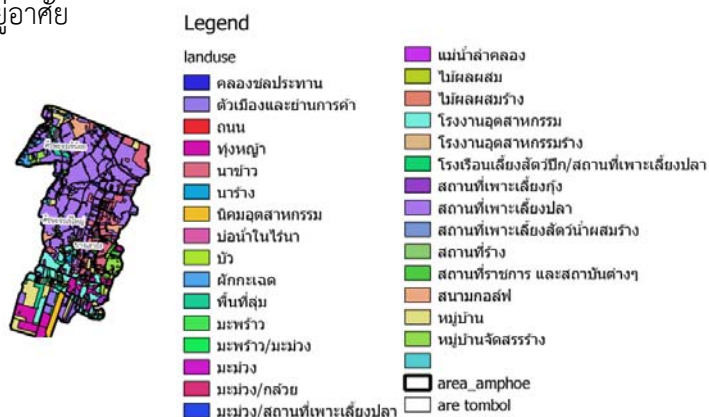 ยู่อาศัย
Legend
landuse
คลองชลประทาน
ตัวเมืองและย่านการค้า
ถนน
ทุ่งหญ้า
นาข้าว
นาร้าง
นิคมอุตสาหกรรม
บ่อน้ำในไร่นา
บัว
ผักกะเฉด
พื้นที่ลุ่ม
มะพร้าว
มะพร้าว/มะม่วง
มะม่วง
มะม่วง/กล้วย
มะม่วง/สถานที่เพาะเลี้ยงปลา
แม่น้ำลำคลอง
ไม้ผลผสม
ไม้ผลผสมร้าง
โรงงานอุตสาหกรรม
โรงงานอุตสาหกรรมร้าง
โรงเรือนเลี้ยงสัตว์ปีก/สถานที่เพาะเลี้ยงปลา
สถานที่เพาะเลี้ยงกุ้ง
สถานที่เพาะเลี้ยงปลา
สถานที่เพาะเลี้ยงสัตว์น้ำผสมร้าง
สถานที่ร้าง
สถานที่ราชการ และสถาบันต่างๆ
สนามกอล์ฟ
หมู่บ้าน
หมู่บ้านจัดสรรร้าง
area_amphoe
are tombol